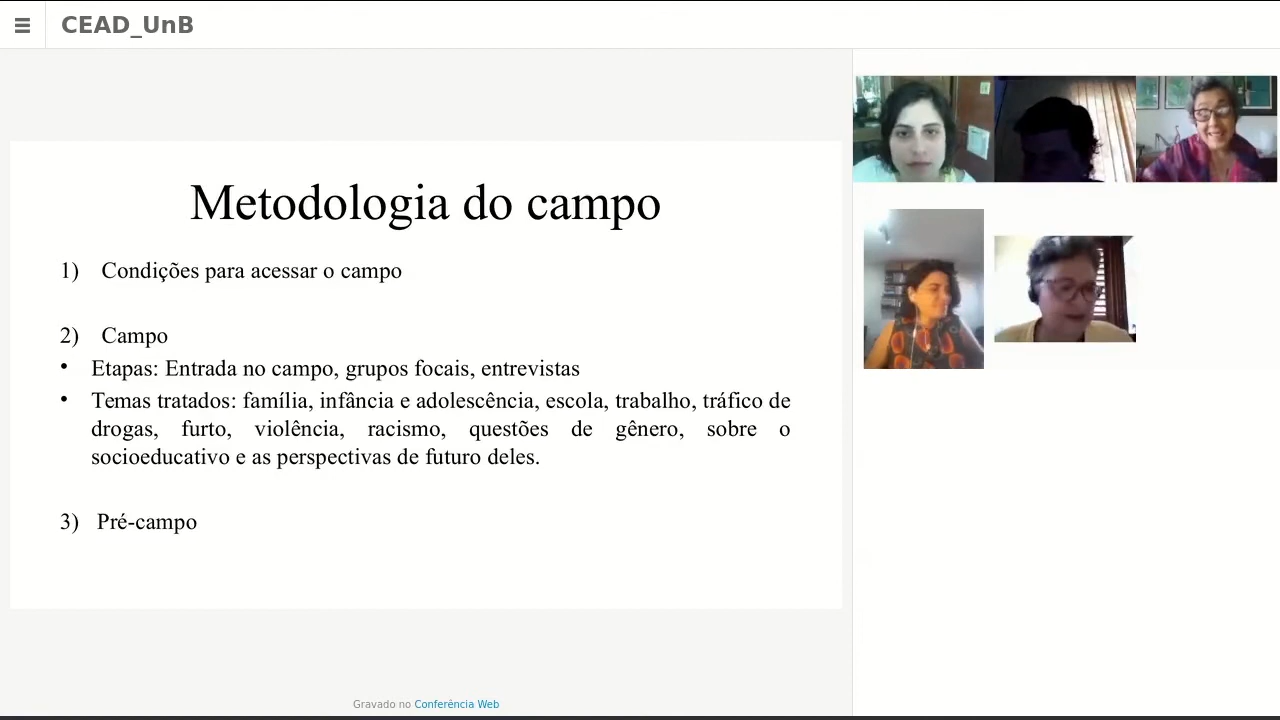 CEAD_UnB
Metodologia do campo
1) Condições para acessar o campo
2) Campo
• Etapas: Entrada no campo, grupos focais, entrevistas
• Temas tratados: família, infância e adolescência, escola, trabalho, tráfico de
drogas, furto, violência, racismo, questões de gênero, sobre o
socioeducativo e as perspectivas de futuro deles.
3) Pré-campo
Gravado no Conferência Web